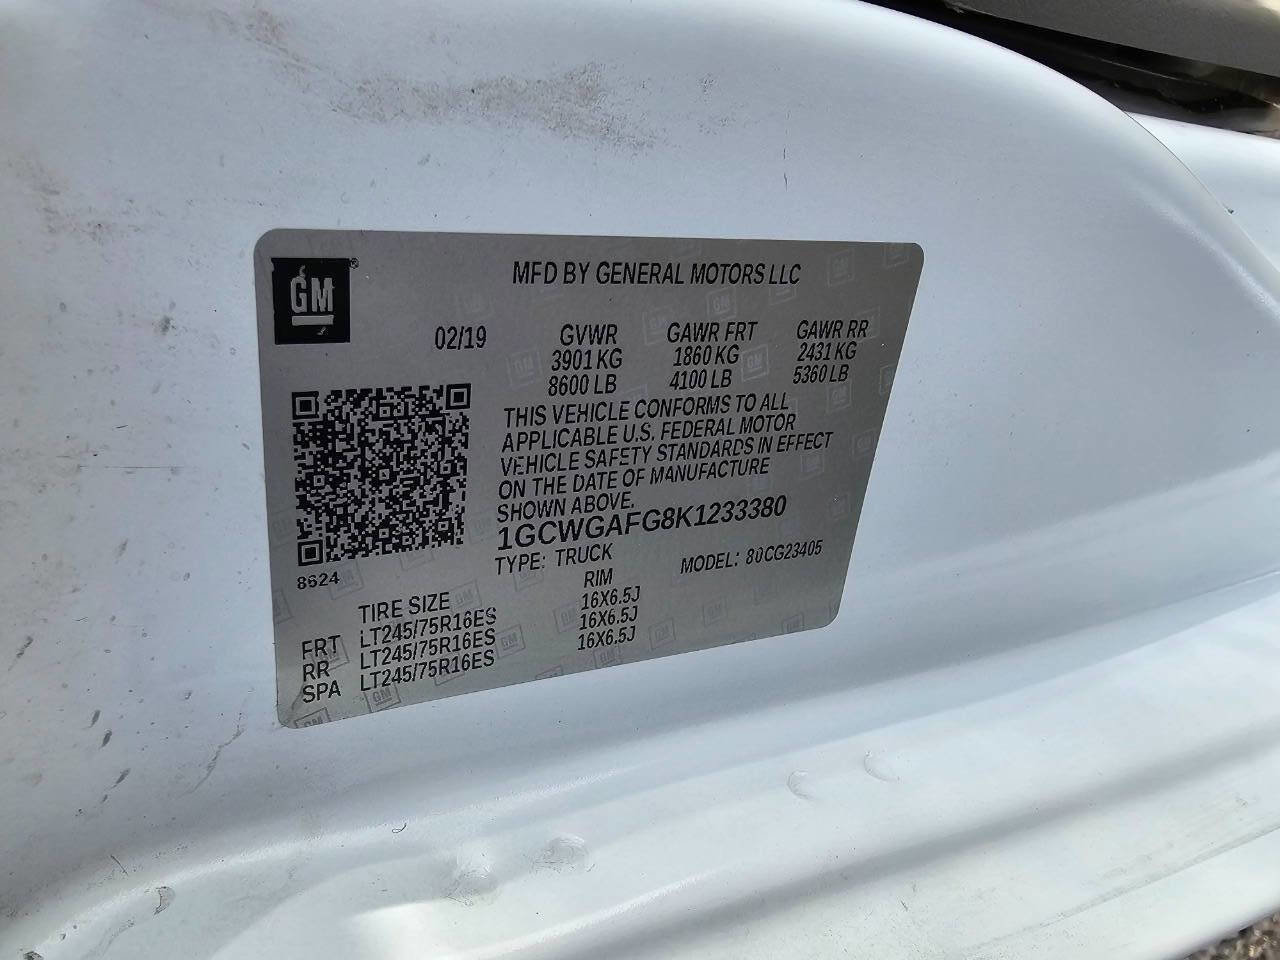 GM
MFD BY GENERAL MOTORS LLC
02/19 GVWR GAWR FRT GAWR RR
3901 KG 1860 KG 2431 KG
8600 LB 4100 LB 5360 LB
THIS VEHICLE CONFORMS TO ALL
APPLICABLE U.S. FEDERAL MOTOR
VEHICLE SAFETY STANDARDS IN EFFECT
ON THE DATE OF MANUFACTURE
SHOWN ABOVE.
1GCWGAFG8K1233380
TYPE: TRUCK MODEL: 80CG23405
8624
TIRE SIZE RIM
FRT LT245/75R16ES 16X6.5J
RR LT245/75R16ES 16X6.5J
SPA LT245/75R16ES 16X6.5J